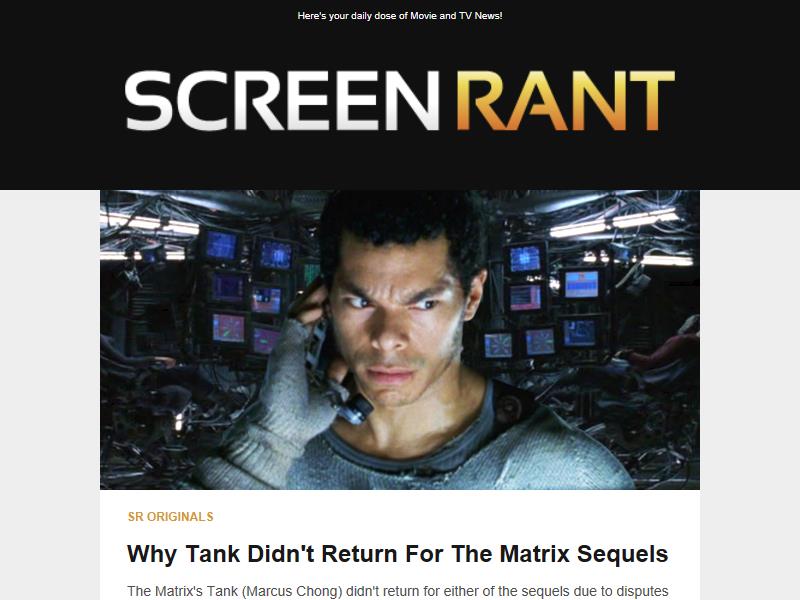 Here's your daily dose of Movie and TV News!
SCREEN RANT
SR ORIGINALS
Why Tank Didn't Return For The Matrix Sequels
The Matrix's Tank (Marcus Chong) didn't return for either of the sequels due to disputes